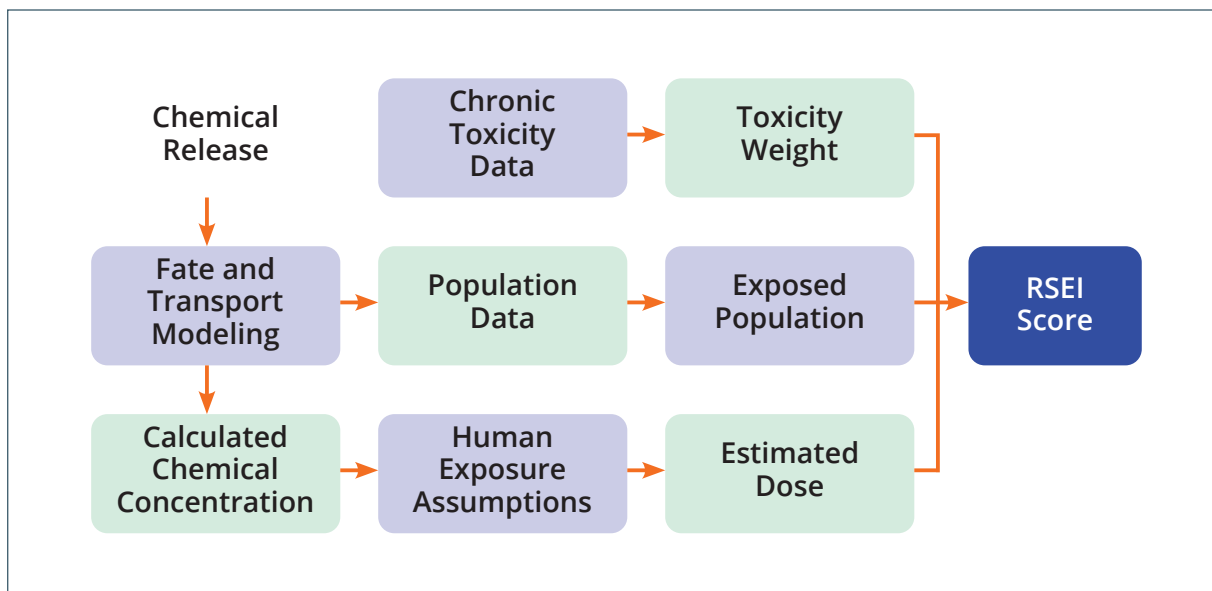 Chemical
Release
Chronic
Toxicity
Data
Toxicity
Weight
Fate and
Transport
Modeling
Population
Data
Exposed
Population
RSEI
Score
Calculated
Chemical
Concentration
Human
Exposure
Assumptions
Estimated
Dose